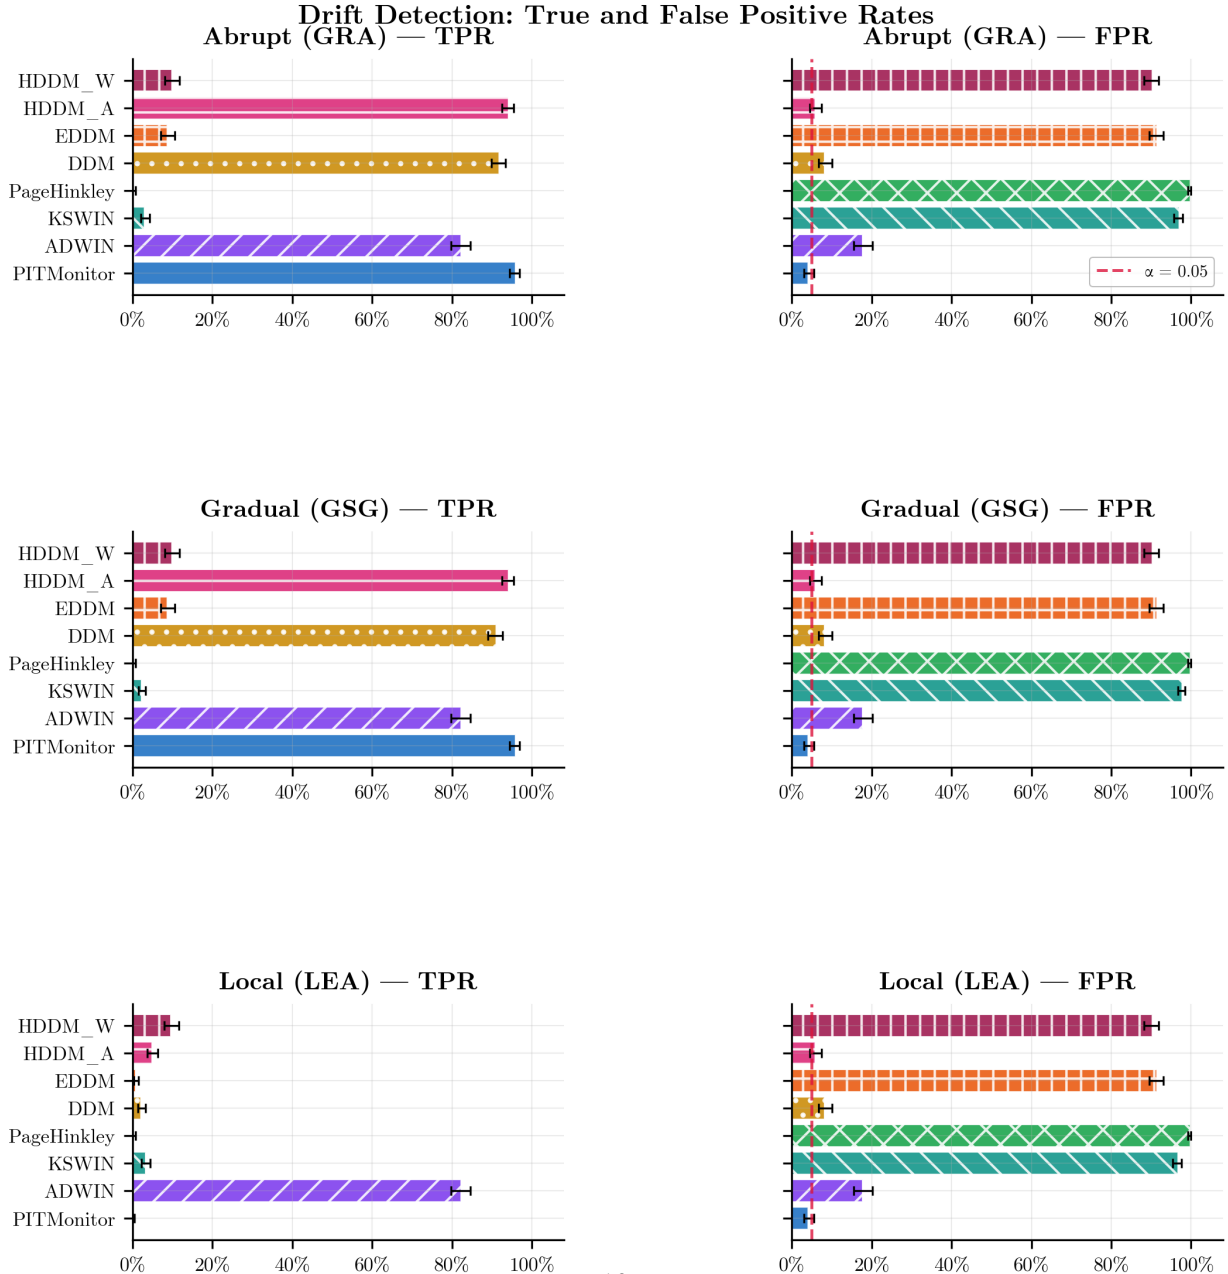 Drift Detection: True and False Positive Rates
Abrupt (GRA) — TPR
HDDM_W
HDDM_A
EDDM
DDM
PageHinkley
KSWIN
ADWIN
PITMonitor
0% 20% 40% 60% 80% 100%
Abrupt (GRA) — FPR
α = 0.05
0% 20% 40% 60% 80% 100%
Gradual (GSG) — TPR
HDDM_W
HDDM_A
EDDM
DDM
PageHinkley
KSWIN
ADWIN
PITMonitor
0% 20% 40% 60% 80% 100%
Gradual (GSG) — FPR
0% 20% 40% 60% 80% 100%
Local (LEA) — TPR
HDDM_W
HDDM_A
EDDM
DDM
PageHinkley
KSWIN
ADWIN
PITMonitor
0% 20% 40% 60% 80% 100%
Local (LEA) — FPR
0% 20% 40% 60% 80% 100%